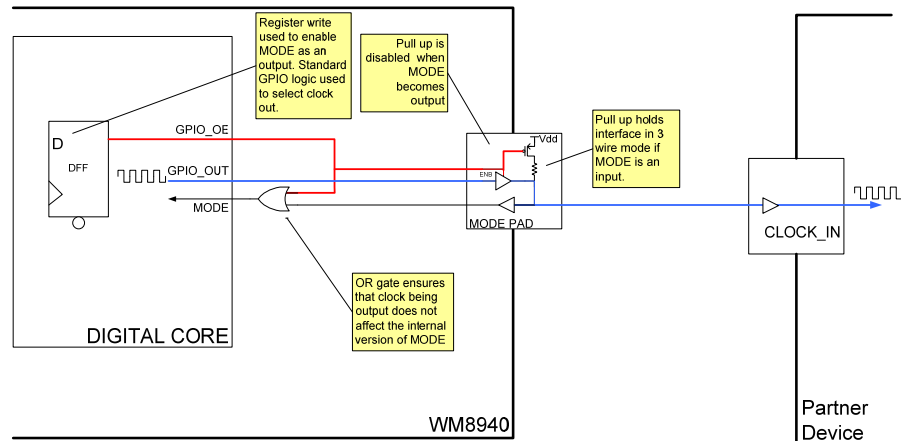 Register write
used to enable
MODE as an
output. Standard
GPIO logic used
to select clock
out.
Pull up is
disabled when
MODE
becomes
output
Pull up holds
interface in 3
wire mode if
MODE is an
input.
D
DFF
GPIO_OE
GPIO_OUT
MODE
Vdd
ENB
MODE PAD
CLOCK_IN
OR gate ensures
that clock being
output does not
affect the internal
version of MODE
DIGITAL CORE
WM8940
Partner
Device